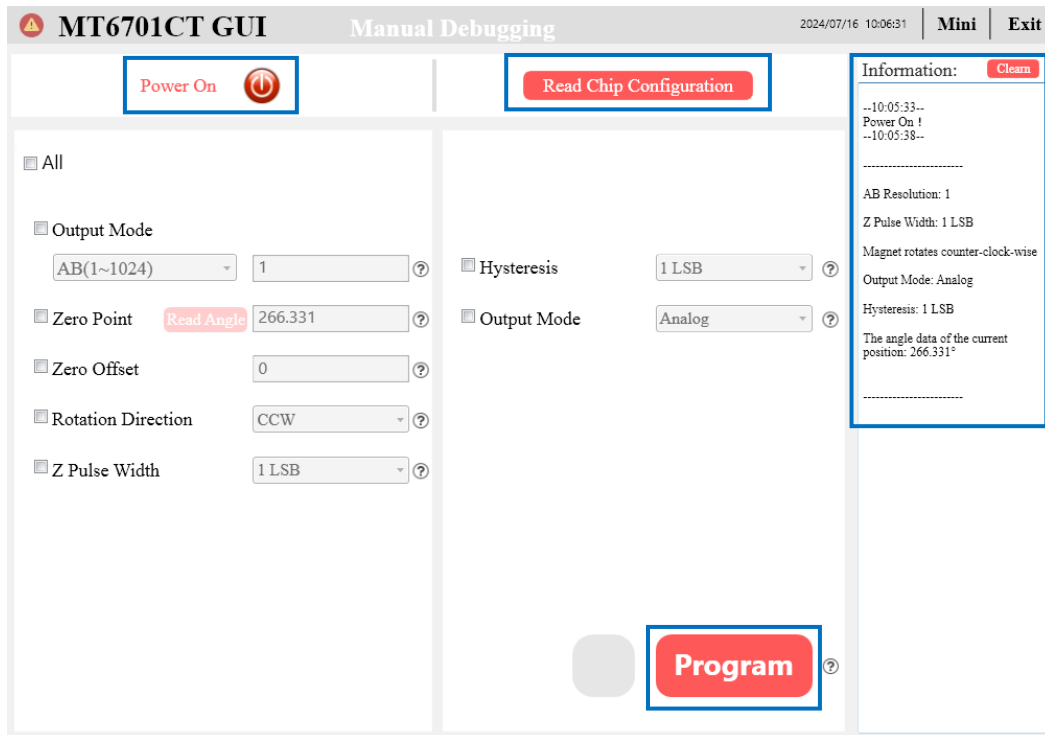 MT6701CT GUI
Manual Debugging
2024/07/16 10:06:31
Mini
Exit
Power On
Read Chip Configuration
Information:
Clearn
--10:05:33--
Power On !
--10:05:38--
------------------------
AB Resolution: 1
Z Pulse Width: 1 LSB
Magnet rotates counter-clock-wise
Output Mode: Analog
Hysteresis: 1 LSB
The angle data of the current
position: 266.331°
------------------------
All
Output Mode
AB(1~1024)
1
?
Zero Point
Read Angle
266.331
?
Zero Offset
0
?
Rotation Direction
CCW
?
Z Pulse Width
1 LSB
?
Hysteresis
1 LSB
?
Output Mode
Analog
?
Program
?